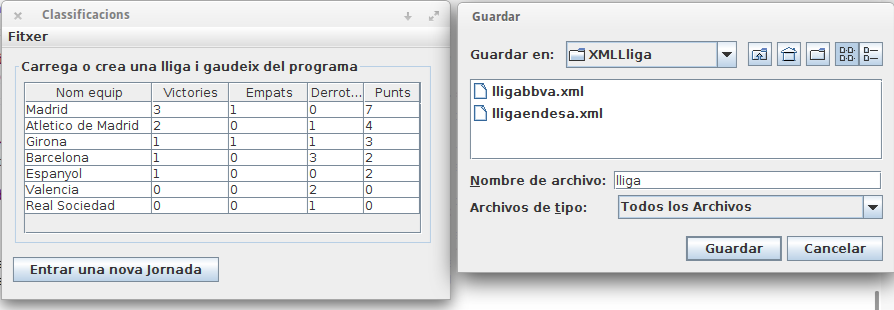 Classificacions
Fitxer
Carrega o crea una lliga i gaudeix del programa
Nom equip Victories Empats Derrot... Punts
Madrid 3 1 0 7
Atletico de Madrid 2 0 1 4
Girona 1 1 1 3
Barcelona 1 0 3 2
Espanyol 1 0 0 2
Valencia 0 0 2 0
Real Sociedad 0 0 1 0
Entrar una nova Jornada
Guardar
Guardar en: XMLLliga
lligabbva.xml
lligaendesa.xml
Nombre de archivo: lliga
Archivos de tipo: Todos los Archivos
Guardar Cancelar